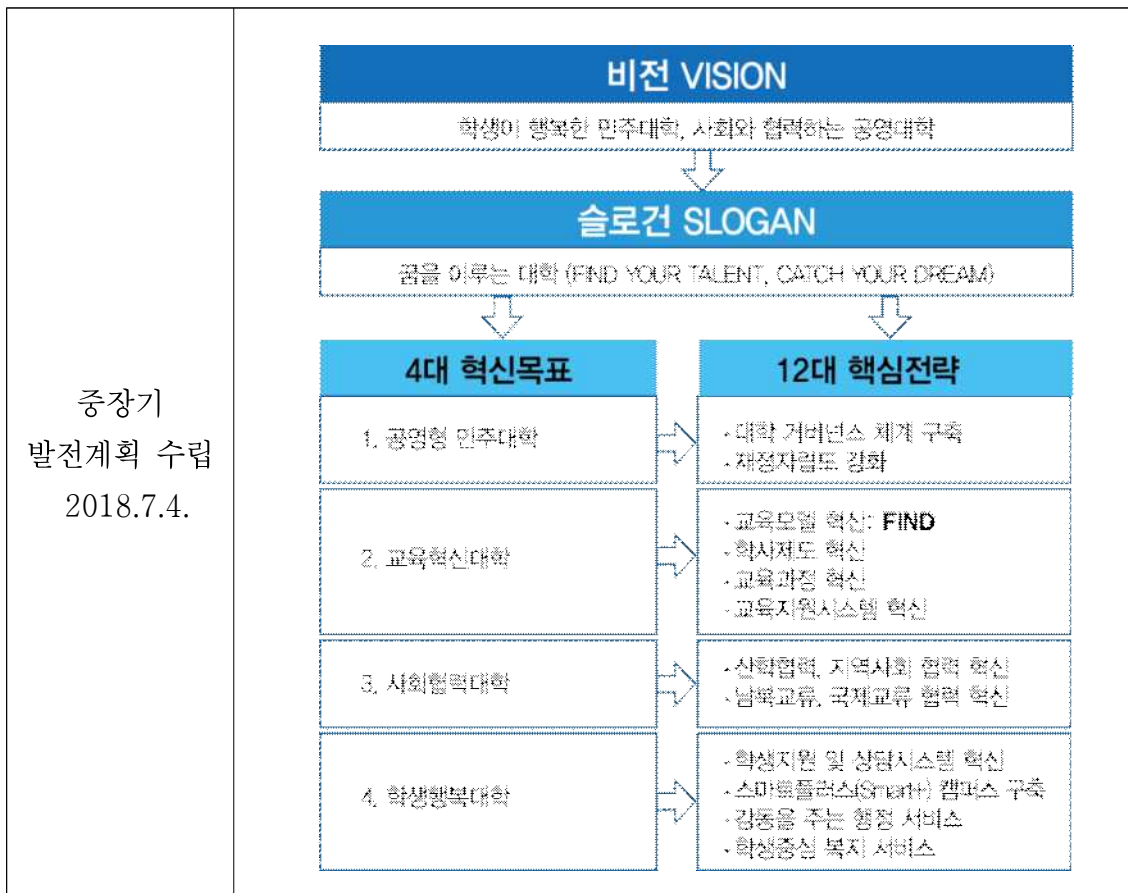 중장기
발전계획 수립
2018.7.4.
비전 VISION
학생이 행복한 민주대학, 사회와 협력하는 공영대학
슬로건 SLOGAN
꿈을 이루는 대학 (FIND YOUR TALENT, CATCH YOUR DREAM)
4대 혁신목표
12대 핵심전략
1. 공영형 민주대학
- 대학 거버넌스 체계 구축
- 재정자립도 강화
2. 교육혁신대학
- 교육모델 혁신: FIND
- 학사제도 혁신
- 교육과정 혁신
- 교육지원시스템 혁신
3. 사회협력대학
- 산학협력, 지역사회 협력 혁신
- 남북교류, 국제교류 협력 혁신
4. 학생행복대학
- 학생지원 및 상담시스템 혁신
- 스마트플러스(Smart+) 캠퍼스 구축
- 감동을 주는 행정 서비스
- 학생중심 복지 서비스